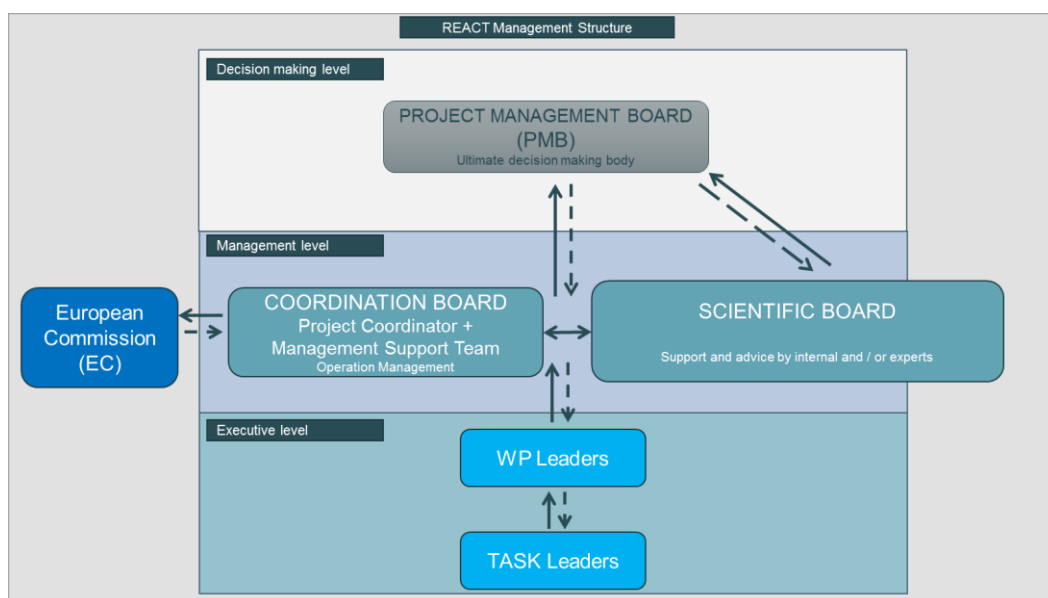 REACT Management Structure
Decision making level
PROJECT MANAGEMENT BOARD
(PMB)
Ultimate decision making body
Management level
European
Commission
(EC)
COORDINATION BOARD
Project Coordinator +
Management Support Team
Operation Management
SCIENTIFIC BOARD
Support and advice by internal and / or experts
Executive level
WP Leaders
TASK Leaders